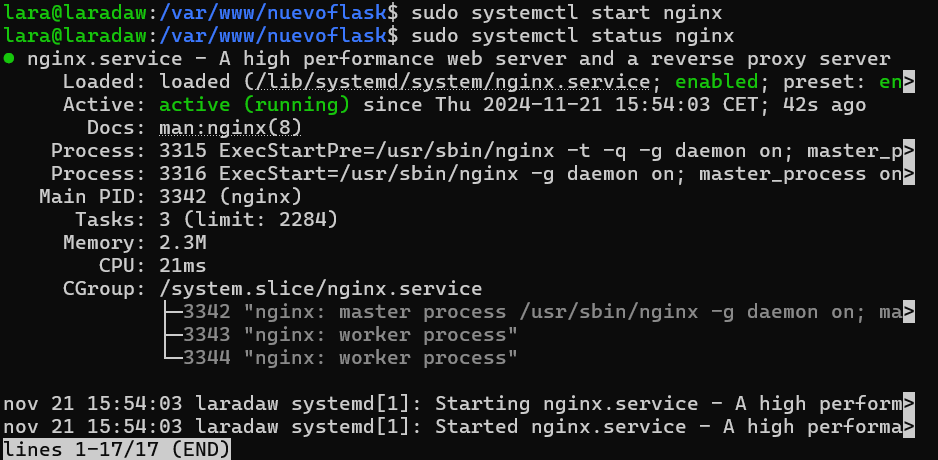 lara@laradaw:/var/www/nuevoflask$ sudo systemctl start nginx
lara@laradaw:/var/www/nuevoflask$ sudo systemctl status nginx
● nginx.service - A high performance web server and a reverse proxy server
     Loaded: loaded (/lib/systemd/system/nginx.service; enabled; preset: en>
     Active: active (running) since Thu 2024-11-21 15:54:03 CET; 42s ago
       Docs: man:nginx(8)
    Process: 3315 ExecStartPre=/usr/sbin/nginx -t -q -g daemon on; master_p>
    Process: 3316 ExecStart=/usr/sbin/nginx -g daemon on; master_process on>
   Main PID: 3342 (nginx)
      Tasks: 3 (limit: 2284)
     Memory: 2.3M
        CPU: 21ms
     CGroup: /system.slice/nginx.service
             ├─3342 "nginx: master process /usr/sbin/nginx -g daemon on; ma>
             ├─3343 "nginx: worker process"
             └─3344 "nginx: worker process"

nov 21 15:54:03 laradaw systemd[1]: Starting nginx.service - A high perform>
nov 21 15:54:03 laradaw systemd[1]: Started nginx.service - A high performa>
lines 1-17/17 (END)